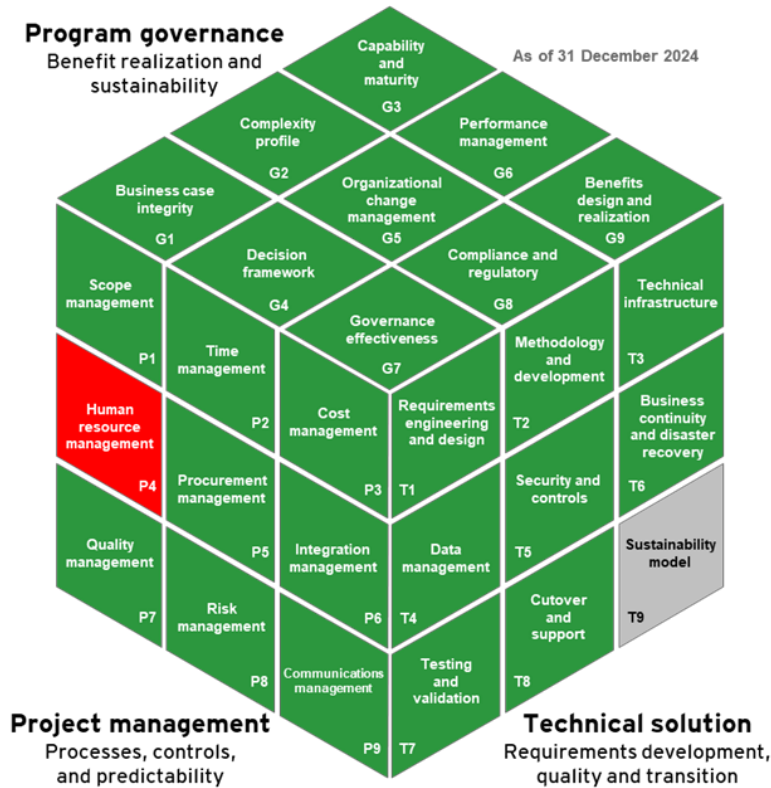 Program governance
Benefit realization and
sustainability
As of 31 December 2024
Capability
and
maturity
G3
Complexity
profile
G2
Performance
management
G6
Business case
integrity
G1
Organizational
change
management
G5
Benefits
design and
realization
G9
Decision
framework
G4
Compliance and
regulatory
G8
Governance
effectiveness
G7
Scope
management
P1
Time
management
P2
Cost
management
P3
Human
resource
management
P4
Procurement
management
P5
Integration
management
P6
Quality
management
P7
Risk
management
P8
Communications
management
P9
Requirements
engineering
and design
T1
Methodology
and
development
T2
Technical
infrastructure
T3
Data
management
T4
Security and
controls
T5
Business
continuity
and disaster
recovery
T6
Testing
and
validation
T7
Cutover
and
support
T8
Sustainability
model
T9
Project management
Processes, controls,
and predictability
Technical solution
Requirements development,
quality and transition